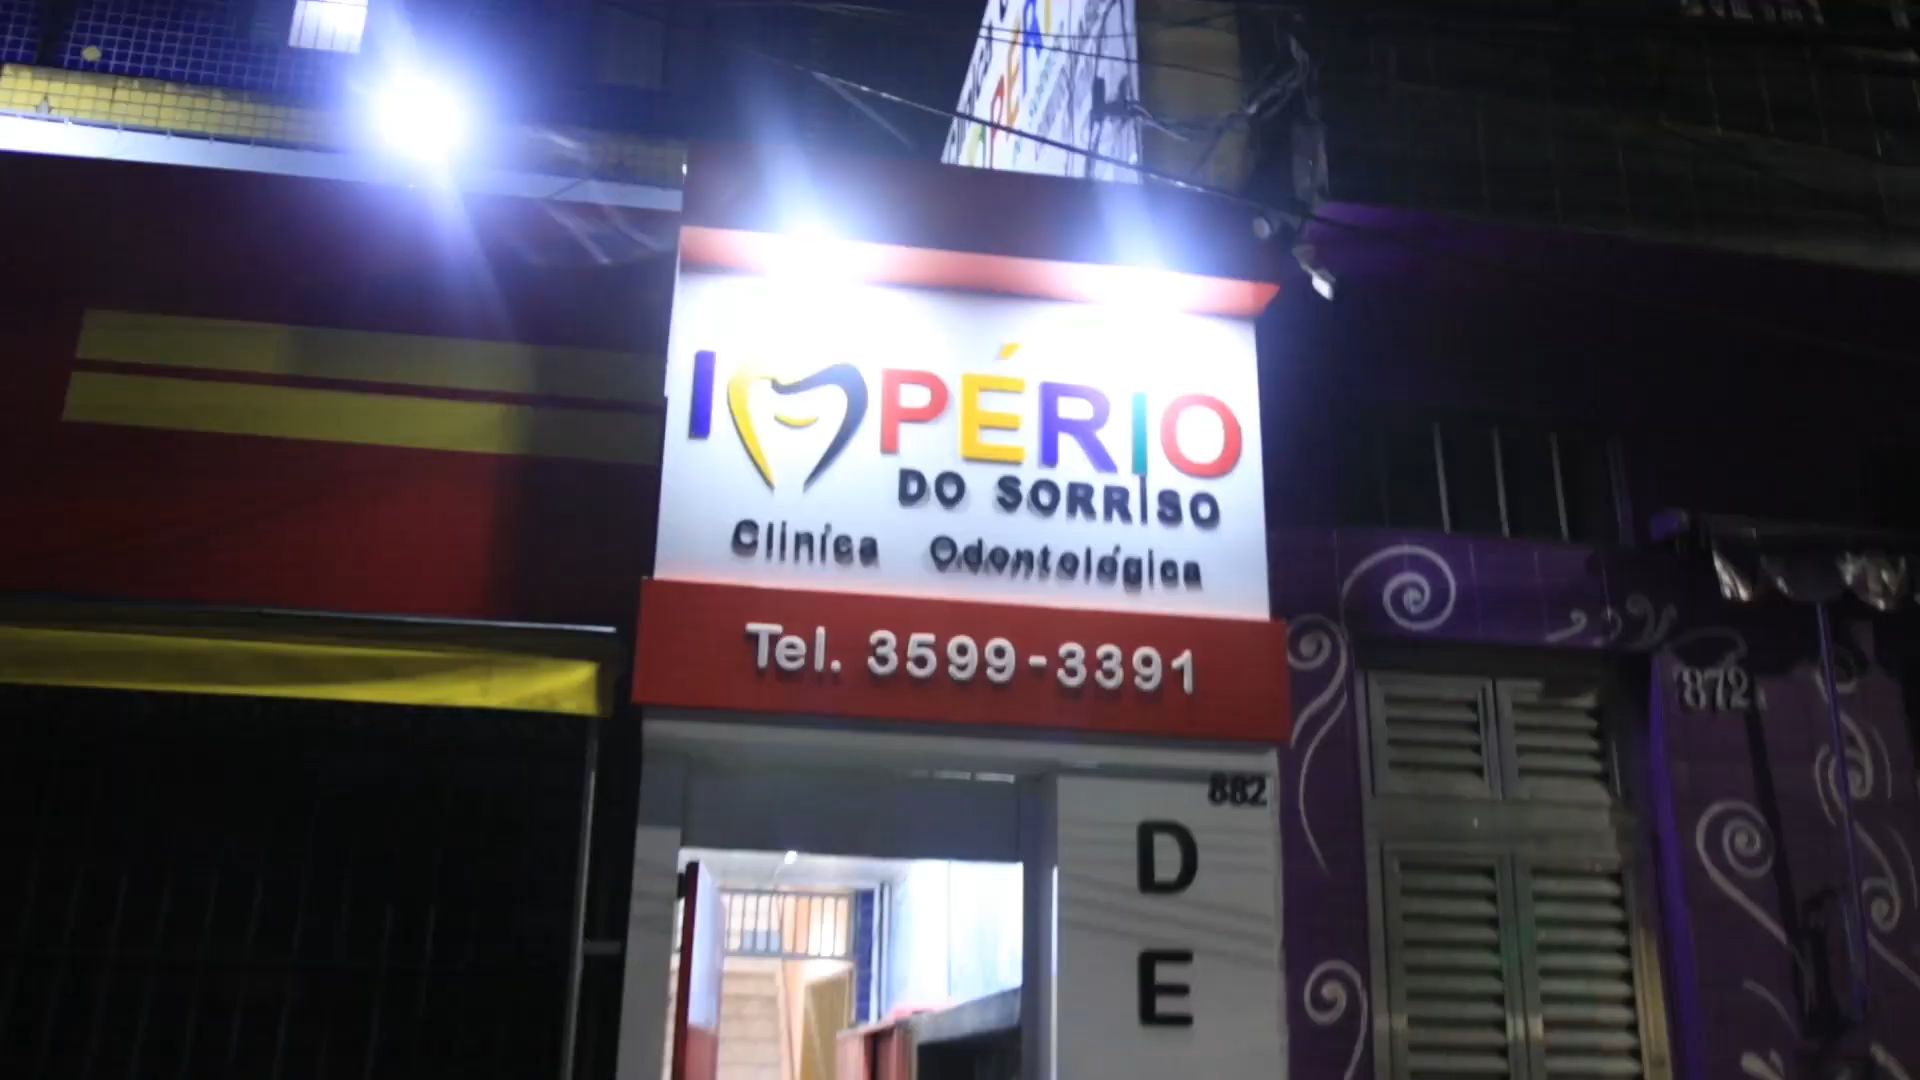 IMPÉRIO
DO SORRISO
Clínica Odontológica
Tel. 3599-3391
882
D
E
872